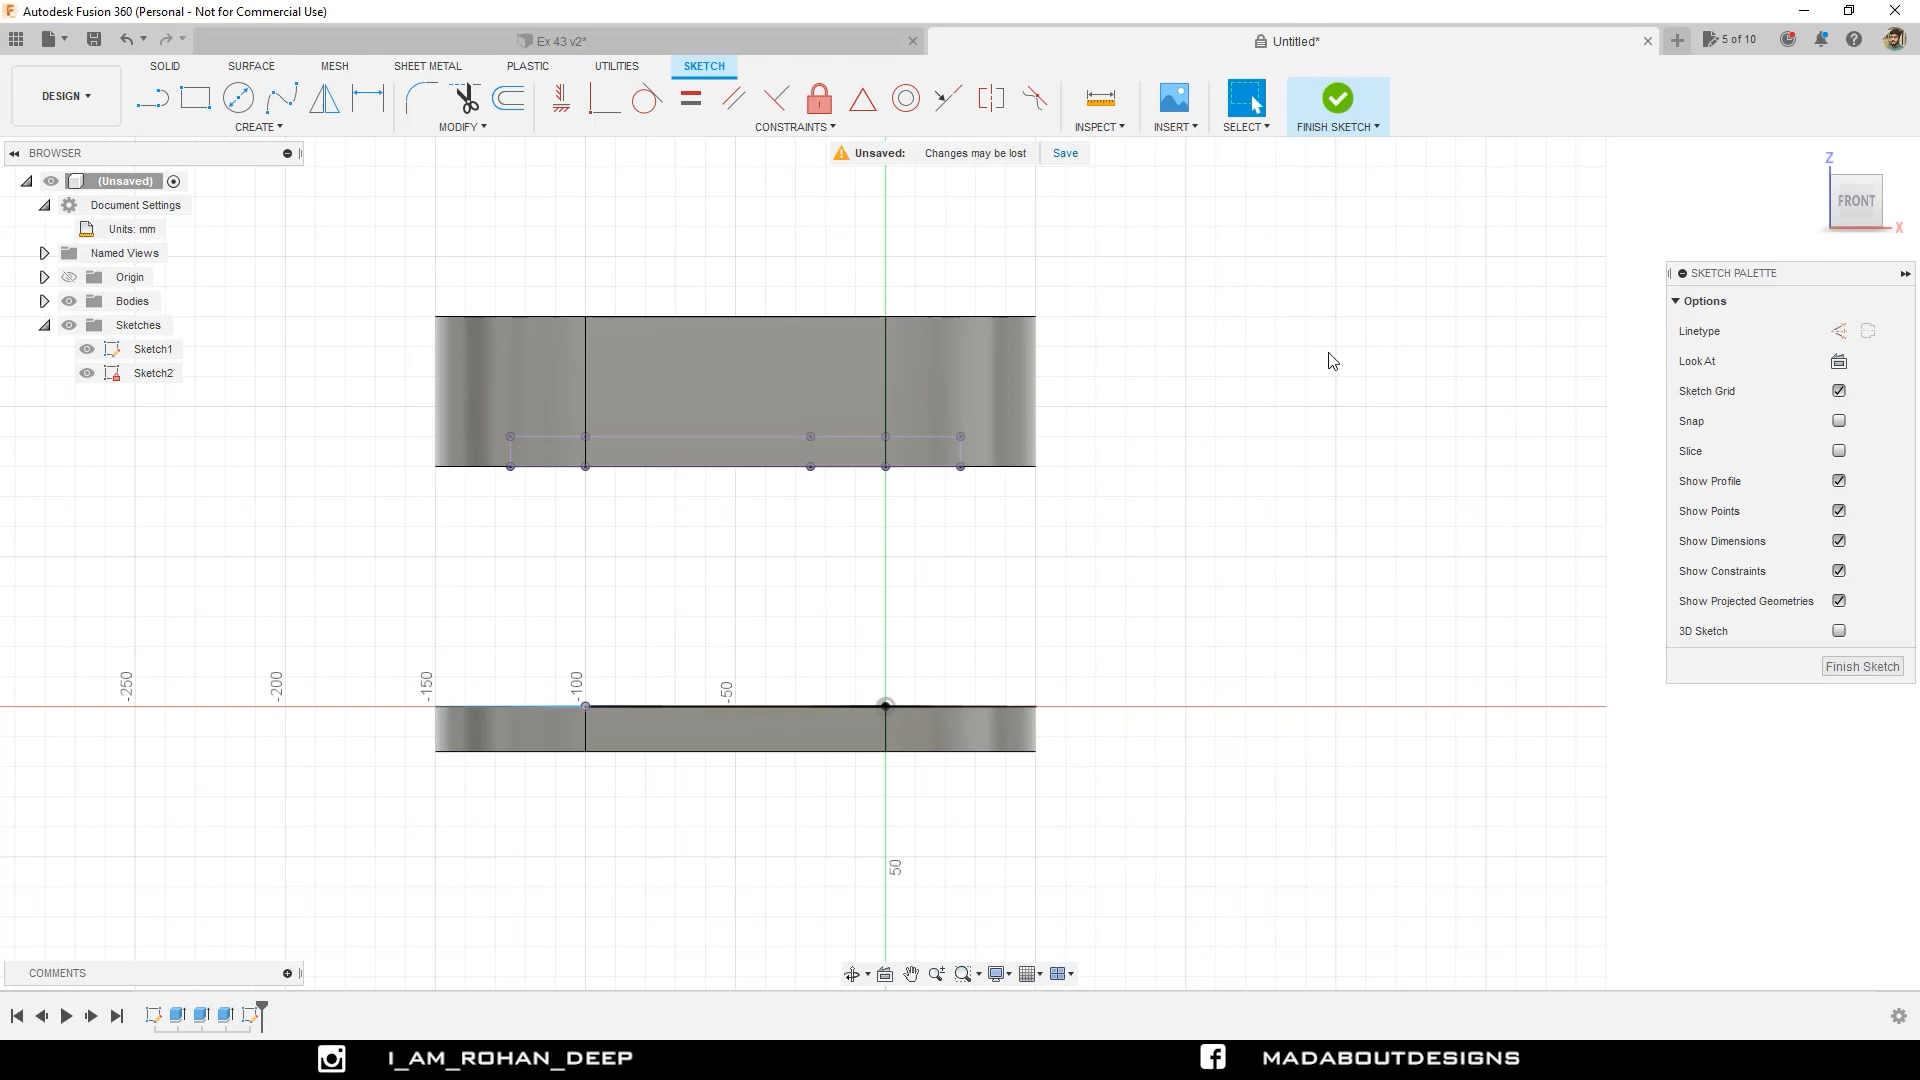 Autodesk Fusion 360 (Personal - Not for Commercial Use)
Ex 43 v2*
Untitled*
5 of 10
SOLID
SURFACE
MESH
SHEET METAL
PLASTIC
UTILITIES
SKETCH
DESIGN
CREATE
MODIFY
CONSTRAINTS
INSPECT
INSERT
SELECT
FINISH SKETCH
BROWSER
Unsaved: Changes may be lost Save
(Unsaved)
Document Settings
Units: mm
Named Views
Origin
Bodies
Sketches
Sketch1
Sketch2
Z
FRONT
X
SKETCH PALETTE
Options
Linetype
Look At
Sketch Grid
Snap
Slice
Show Profile
Show Points
Show Dimensions
Show Constraints
Show Projected Geometries
3D Sketch
Finish Sketch
-250
-200
-150
-100
-50
50
COMMENTS
I_AM_ROHAN_DEEP
MADABOUTDESIGNS